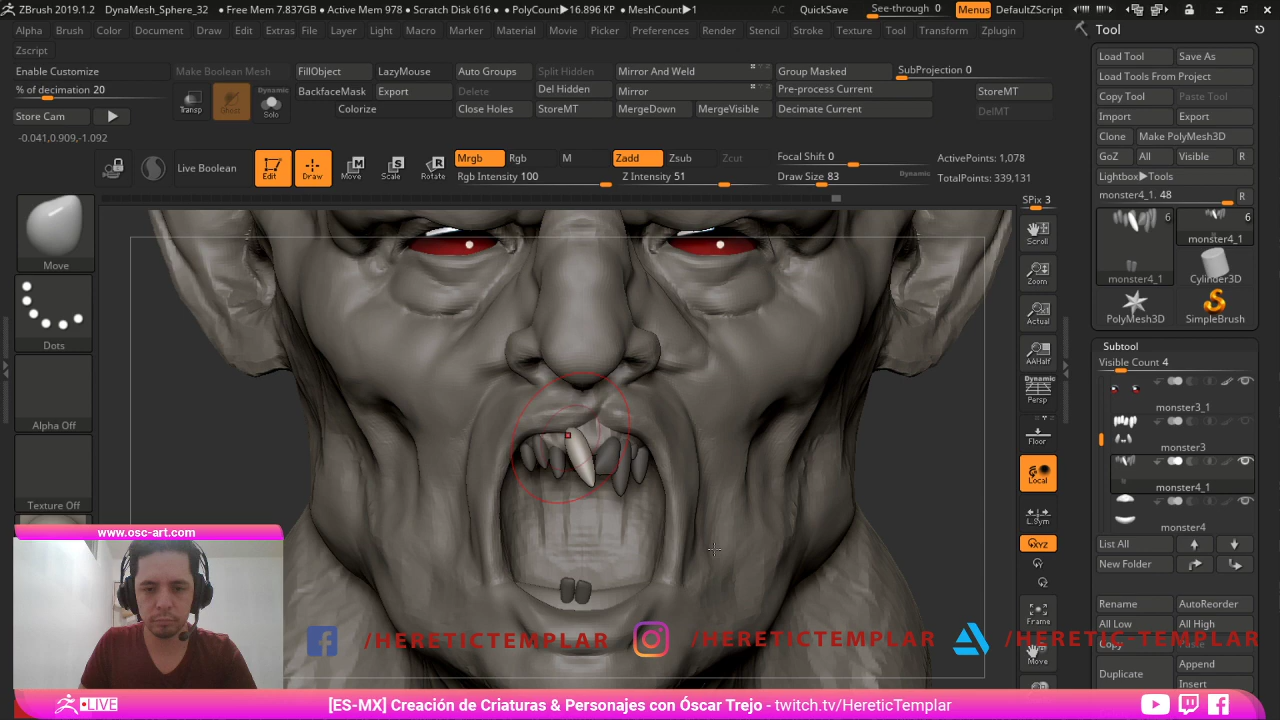 ZBrush 2019.1.2 DynaMesh_Sphere_32 • Free Mem 7.837GB • Active Mem 978 • Scratch Disk 616 • PolyCount▶16.896 KP • MeshCount▶1 AC QuickSave See-through 0 Menus DefaultZScript
Alpha Brush Color Document Draw Edit Extras File Layer Light Macro Marker Material Movie Picker Preferences Render Stencil Stroke Texture Tool Transform Zplugin
Zscript
Enable Customize Make Boolean Mesh FillObject LazyMouse Auto Groups Split Hidden Mirror And Weld Group Masked SubProjection 0
% of decimation 20 Transp Ghost Dynamic Solo BackfaceMask Export Delete Del Hidden Mirror Pre-process Current StoreMT
Store Cam Colorize Close Holes StoreMT MergeDown MergeVisible Decimate Current DelMT
-0.041,0.909,-1.092
Live Boolean Edit Draw Move Scale Rotate Mrgb Rgb M Zadd Zsub Zcut Focal Shift 0 ActivePoints: 1,078
Rgb Intensity 100 Z Intensity 51 Draw Size 83 Dynamic TotalPoints: 339,131
Move
Dots
Alpha Off
Texture Off
SPix 3
Scroll
Zoom
Actual
AAHalf
Dynamic
Persp
Floor
Local
L.Sym
XYZ
Frame
Move
Tool
Load Tool Save As
Load Tools From Project
Copy Tool Paste Tool
Import Export
Clone Make PolyMesh3D
GoZ All Visible R
Lightbox▶Tools
monster4_1. 48 R
6 6
monster4_1
monster4_1 Cylinder3D
PolyMesh3D SimpleBrush
Subtool
Visible Count 4
monster3_1
monster3
monster4_1
monster4
List All
New Folder
Rename AutoReorder
All Low All High
Copy Paste
Duplicate Append
Insert
www.osc-art.com
/HERETICTEMPLAR /HERETICTEMPLAR /HERETIC-TEMPLAR
LIVE [ES-MX] Creación de Criaturas & Personajes con Óscar Trejo - twitch.tv/HereticTemplar